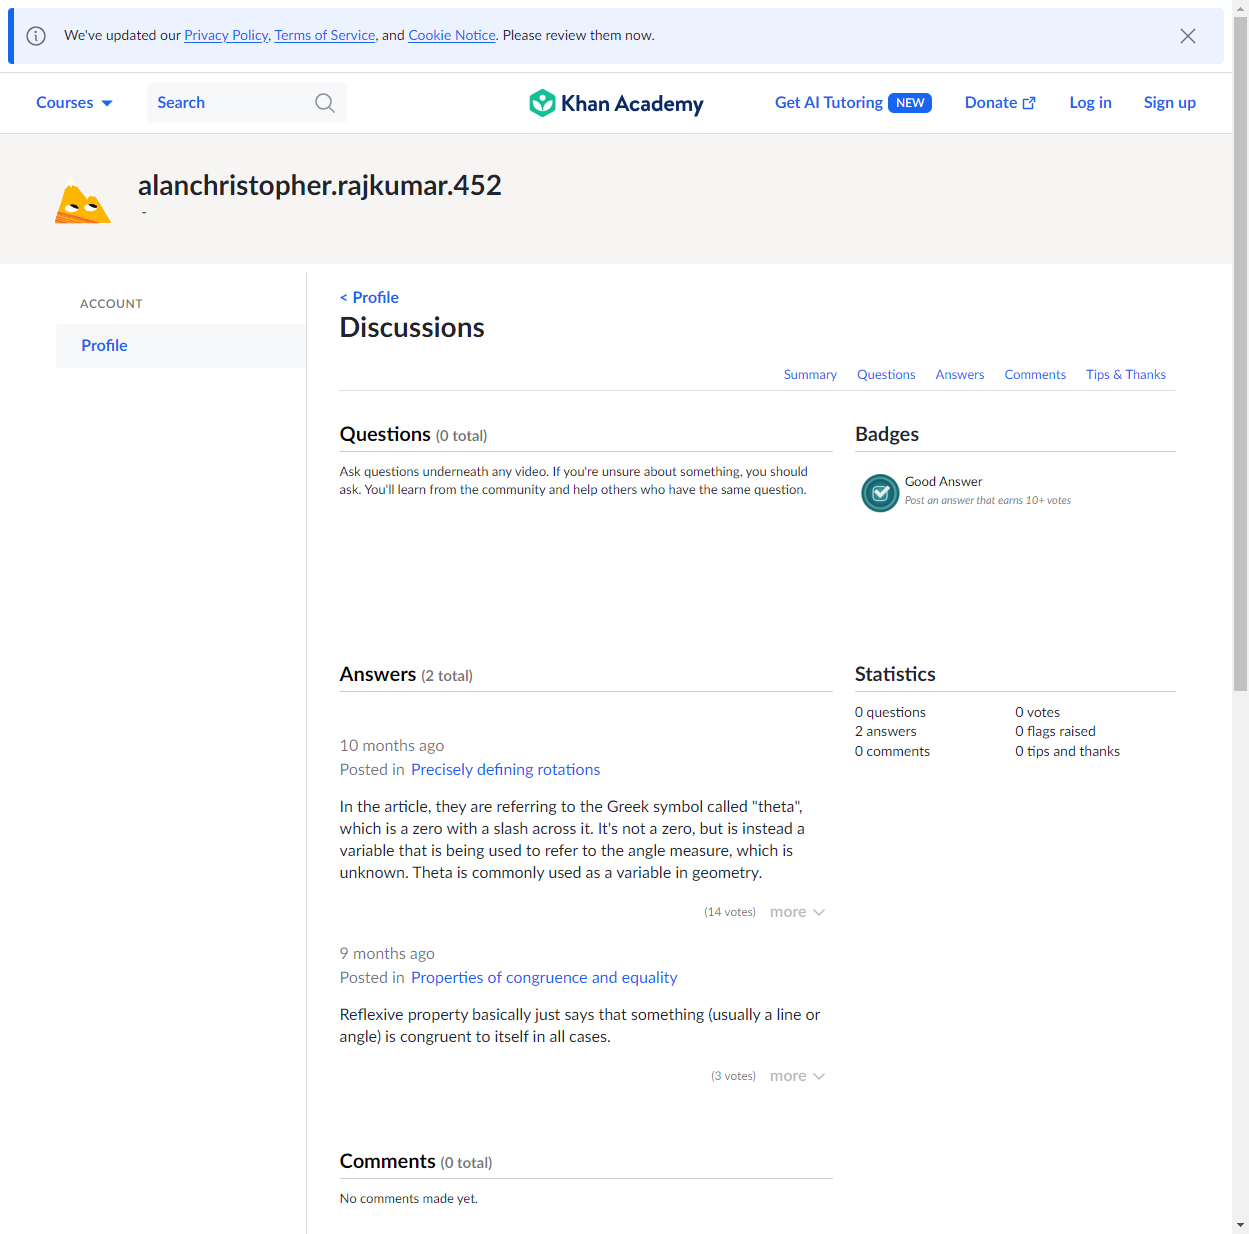 We've updated our Privacy Policy, Terms of Service, and Cookie Notice. Please review them now.
Courses
Search
Khan Academy
Get AI Tutoring NEW
Donate
Log in
Sign up
alanchristopher.rajkumar.452
-
ACCOUNT
Profile
< Profile
Discussions
Summary
Questions
Answers
Comments
Tips & Thanks
Questions (0 total)
Ask questions underneath any video. If you're unsure about something, you should
ask. You'll learn from the community and help others who have the same question.
Badges
Good Answer
Post an answer that earns 10+ votes
Answers (2 total)
10 months ago
Posted in Precisely defining rotations
In the article, they are referring to the Greek symbol called "theta",
which is a zero with a slash across it. It's not a zero, but is instead a
variable that is being used to refer to the angle measure, which is
unknown. Theta is commonly used as a variable in geometry.
(14 votes) more
9 months ago
Posted in Properties of congruence and equality
Reflexive property basically just says that something (usually a line or
angle) is congruent to itself in all cases.
(3 votes) more
Statistics
0 questions
2 answers
0 comments
0 votes
0 flags raised
0 tips and thanks
Comments (0 total)
No comments made yet.